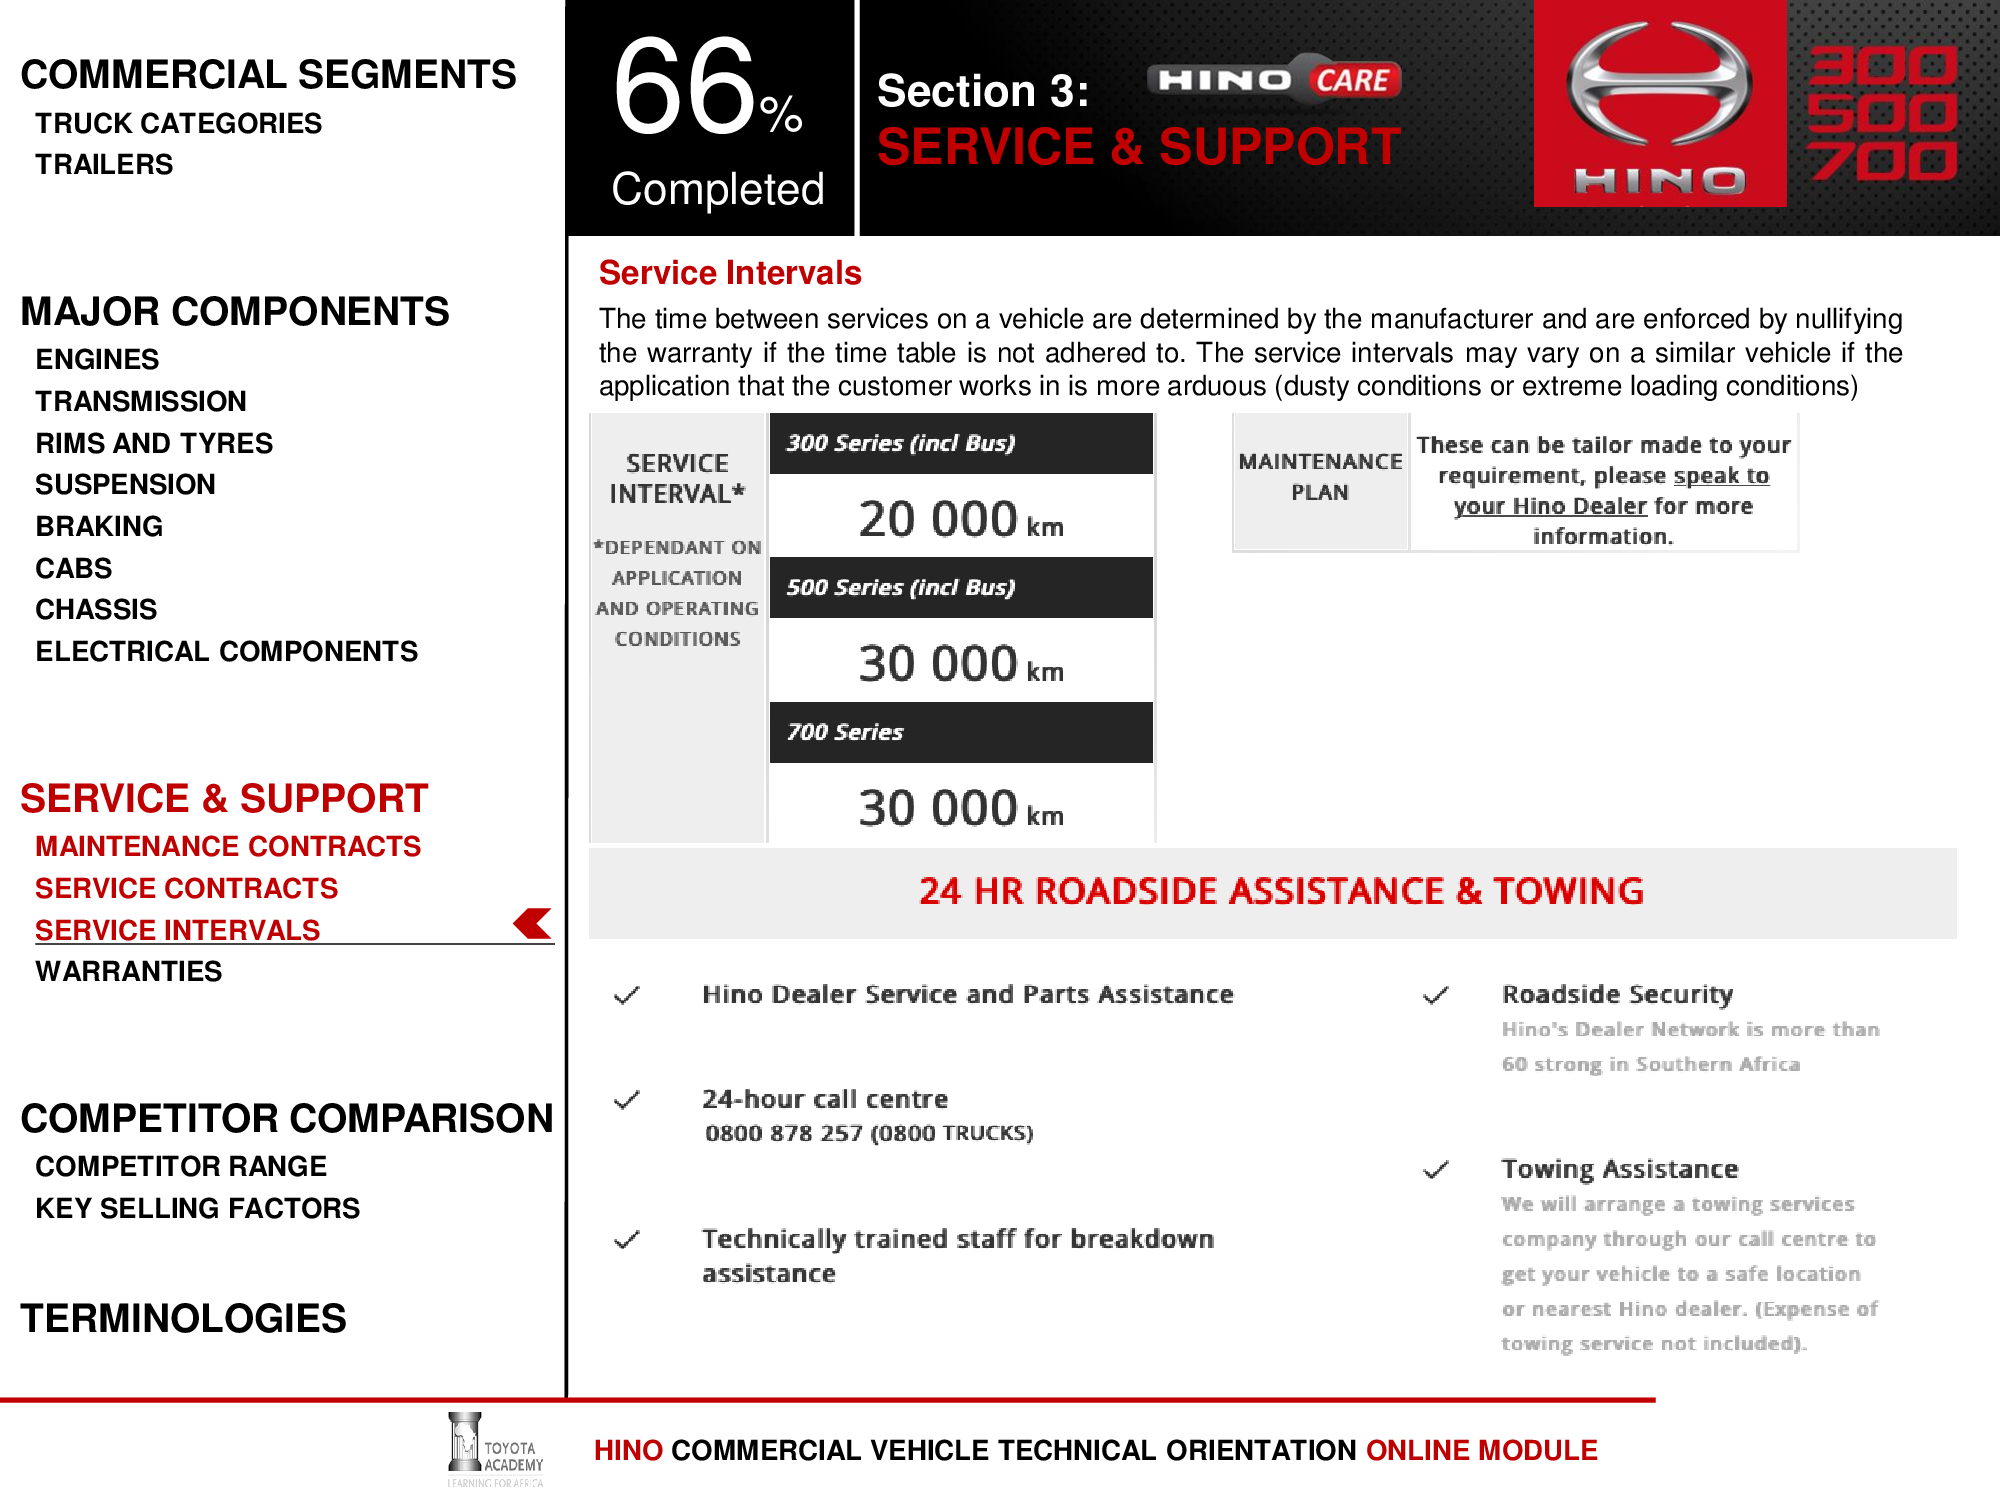 COMMERCIAL SEGMENTS
TRUCK CATEGORIES
TRAILERS
MAJOR COMPONENTS
ENGINES
TRANSMISSION
RIMS AND TYRES
SUSPENSION
BRAKING
CABS
CHASSIS
ELECTRICAL COMPONENTS
SERVICE & SUPPORT
MAINTENANCE CONTRACTS
SERVICE CONTRACTS
SERVICE INTERVALS
WARRANTIES
COMPETITOR COMPARISON
COMPETITOR RANGE
KEY SELLING FACTORS
TERMINOLOGIES
66%
Completed
Section 3:
HINO CARE
SERVICE & SUPPORT
HINO
300
500
700
Service Intervals
The time between services on a vehicle are determined by the manufacturer and are enforced by nullifying
the warranty if the time table is not adhered to. The service intervals may vary on a similar vehicle if the
application that the customer works in is more arduous (dusty conditions or extreme loading conditions)
SERVICE
INTERVAL*
*DEPENDANT ON
APPLICATION
AND OPERATING
CONDITIONS
300 Series (incl Bus)
20 000 km
500 Series (incl Bus)
30 000 km
700 Series
30 000 km
MAINTENANCE
PLAN
These can be tailor made to your
requirement, please speak to
your Hino Dealer for more
information.
24 HR ROADSIDE ASSISTANCE & TOWING
Hino Dealer Service and Parts Assistance
24-hour call centre
0800 878 257 (0800 TRUCKS)
Technically trained staff for breakdown
assistance
Roadside Security
Hino's Dealer Network is more than
60 strong in Southern Africa
Towing Assistance
We will arrange a towing services
company through our call centre to
get your vehicle to a safe location
or nearest Hino dealer. (Expense of
towing service not included).
TOYOTA
ACADEMY
LEARNING FOR AFRICA
HINO COMMERCIAL VEHICLE TECHNICAL ORIENTATION ONLINE MODULE